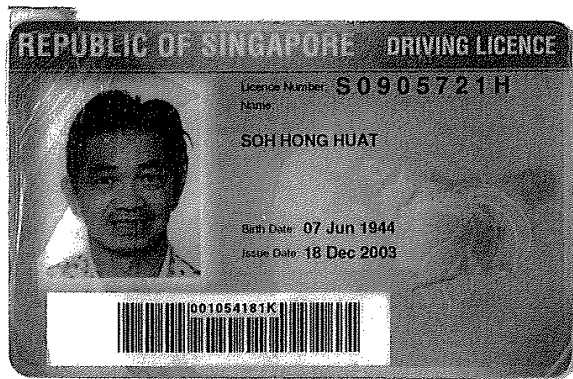 REPUBLIC OF SINGAPORE DRIVING LICENCE
Licence Number: S0905721H
Name:
SOH HONG HUAT
Birth Date: 07 Jun 1944
Issue Date: 18 Dec 2003
001054181K